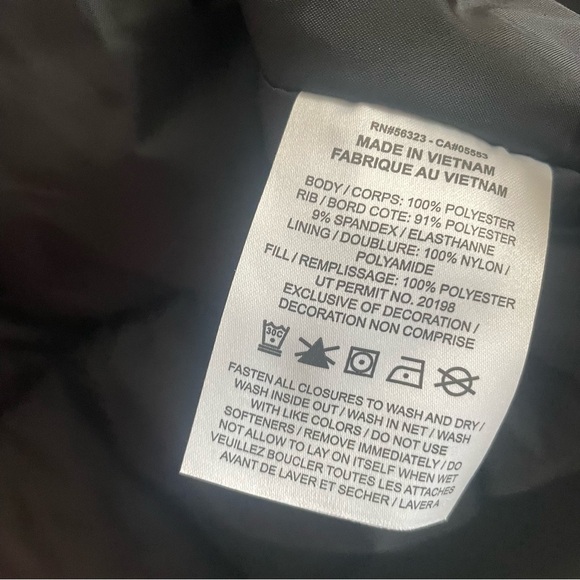 RN#56323 - CA#05553
MADE IN VIETNAM
FABRIQUE AU VIETNAM
BODY / CORPS: 100% POLYESTER
RIB / BORD COTE: 91% POLYESTER
9% SPANDEX / ELASTHANNE
LINING / DOUBLURE: 100% NYLON /
POLYAMIDE
FILL / REMPLISSAGE: 100% POLYESTER
UT PERMIT NO. 20198
EXCLUSIVE OF DECORATION /
DECORATION NON COMPRISE
30C
FASTEN ALL CLOSURES TO WASH AND DRY /
WASH INSIDE OUT / WASH IN NET / WASH
WITH LIKE COLORS / DO NOT USE
SOFTENERS / REMOVE IMMEDIATELY / DO
NOT ALLOW TO LAY ON ITSELF WHEN WET
VEUILLEZ BOUCLER TOUTES LES ATTACHES
AVANT DE LAVER ET SECHER / LAVER A